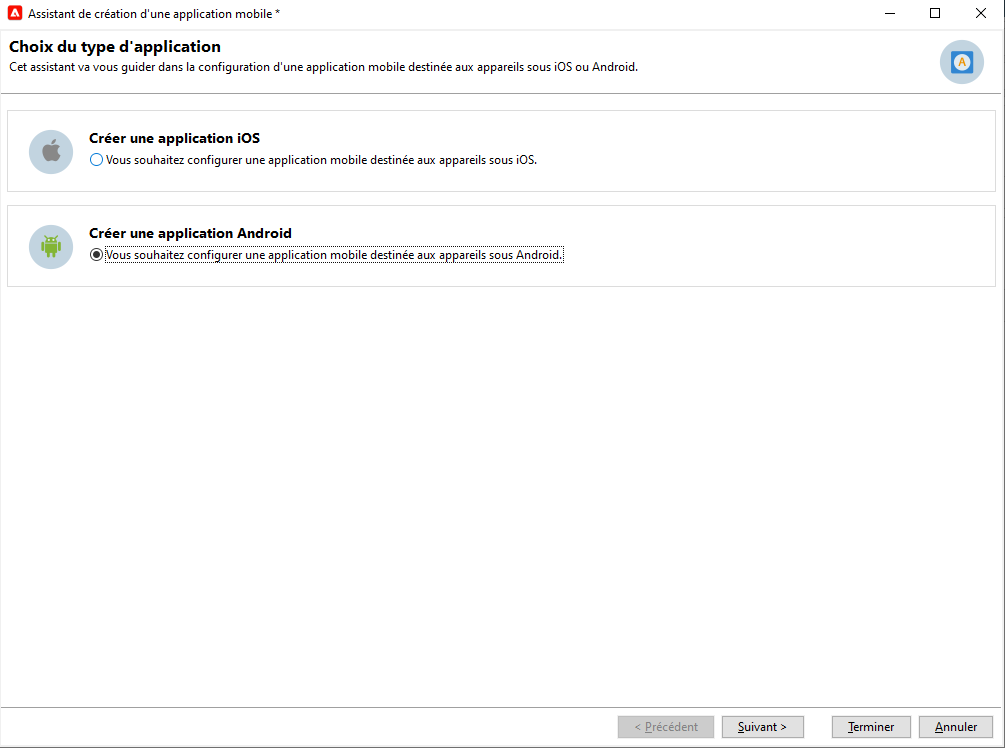 Assistant de création d'une application mobile *
Choix du type d'application
Cet assistant va vous guider dans la configuration d'une application mobile destinée aux appareils sous iOS ou Android.
A
Créer une application iOS
Vous souhaitez configurer une application mobile destinée aux appareils sous iOS.
Créer une application Android
Vous souhaitez configurer une application mobile destinée aux appareils sous Android.
< Précédent
Suivant >
Terminer
Annuler